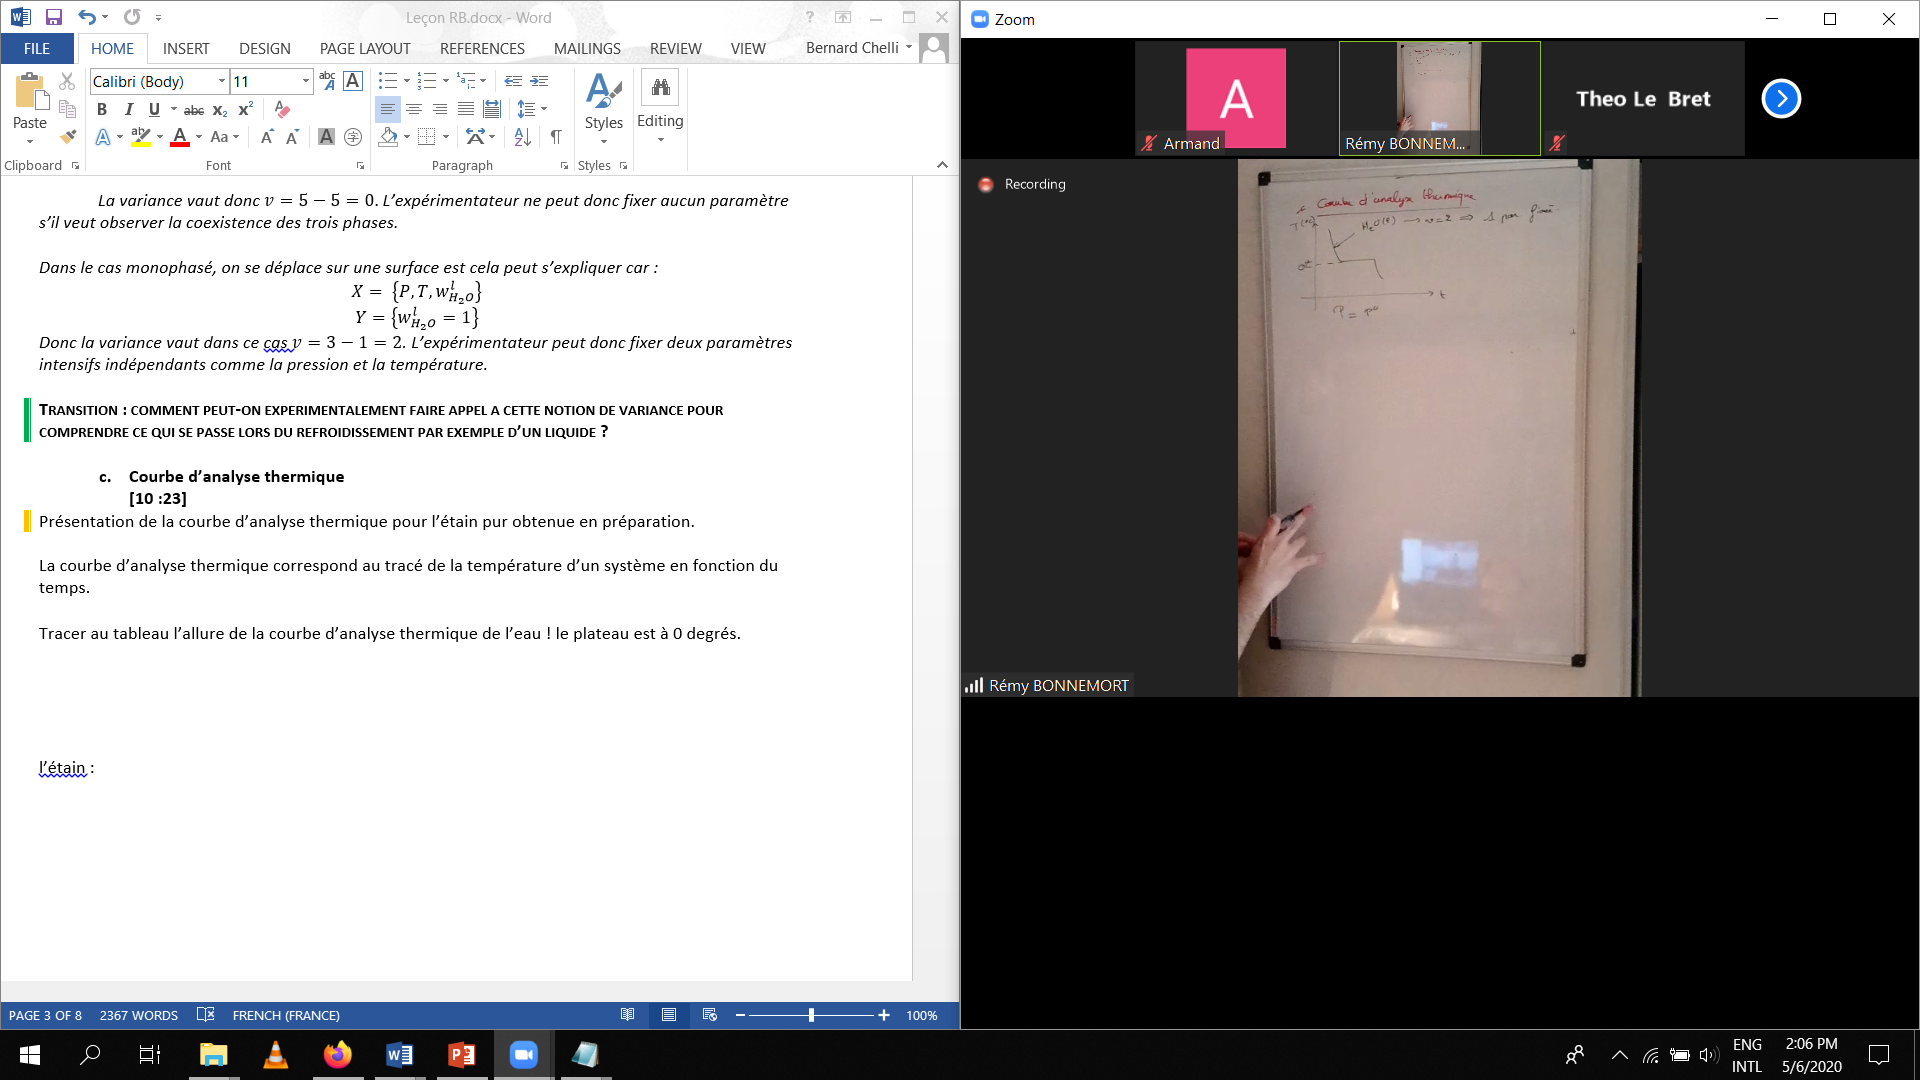 Leçon RB.docx - Word
FILE HOME INSERT DESIGN PAGE LAYOUT REFERENCES MAILINGS REVIEW VIEW Bernard Chelli
Calibri (Body) 11
Paste
Styles
Editing
Clipboard Font Paragraph Styles
La variance vaut donc v = 5 − 5 = 0. L’expérimentateur ne peut donc fixer aucun paramètre
s’il veut observer la coexistence des trois phases.
Dans le cas monophasé, on se déplace sur une surface est cela peut s’expliquer car :
X = {P, T, w^l_{H_2O}}
Y = {w^l_{H_2O} = 1}
Donc la variance vaut dans ce cas v = 3 − 1 = 2. L’expérimentateur peut donc fixer deux paramètres
intensifs indépendants comme la pression et la température.
TRANSITION : COMMENT PEUT-ON EXPERIMENTALEMENT FAIRE APPEL A CETTE NOTION DE VARIANCE POUR
COMPRENDRE CE QUI SE PASSE LORS DU REFROIDISSEMENT PAR EXEMPLE D’UN LIQUIDE ?
c. Courbe d’analyse thermique
[10 :23]
Présentation de la courbe d’analyse thermique pour l’étain pur obtenue en préparation.
La courbe d’analyse thermique correspond au tracé de la température d’un système en fonction du
temps.
Tracer au tableau l’allure de la courbe d’analyse thermique de l’eau ! le plateau est à 0 degrés.
l’étain :
PAGE 3 OF 8 2367 WORDS FRENCH (FRANCE) 100%
Zoom
A
Armand
Rémy BONNEM...
Theo Le Bret
Recording
c Courbe d'analyse thermique
H2O(l) → v=2 ⇒ 1 par fixé
t
Rémy BONNEMORT
ENG
INTL
2:06 PM
5/6/2020